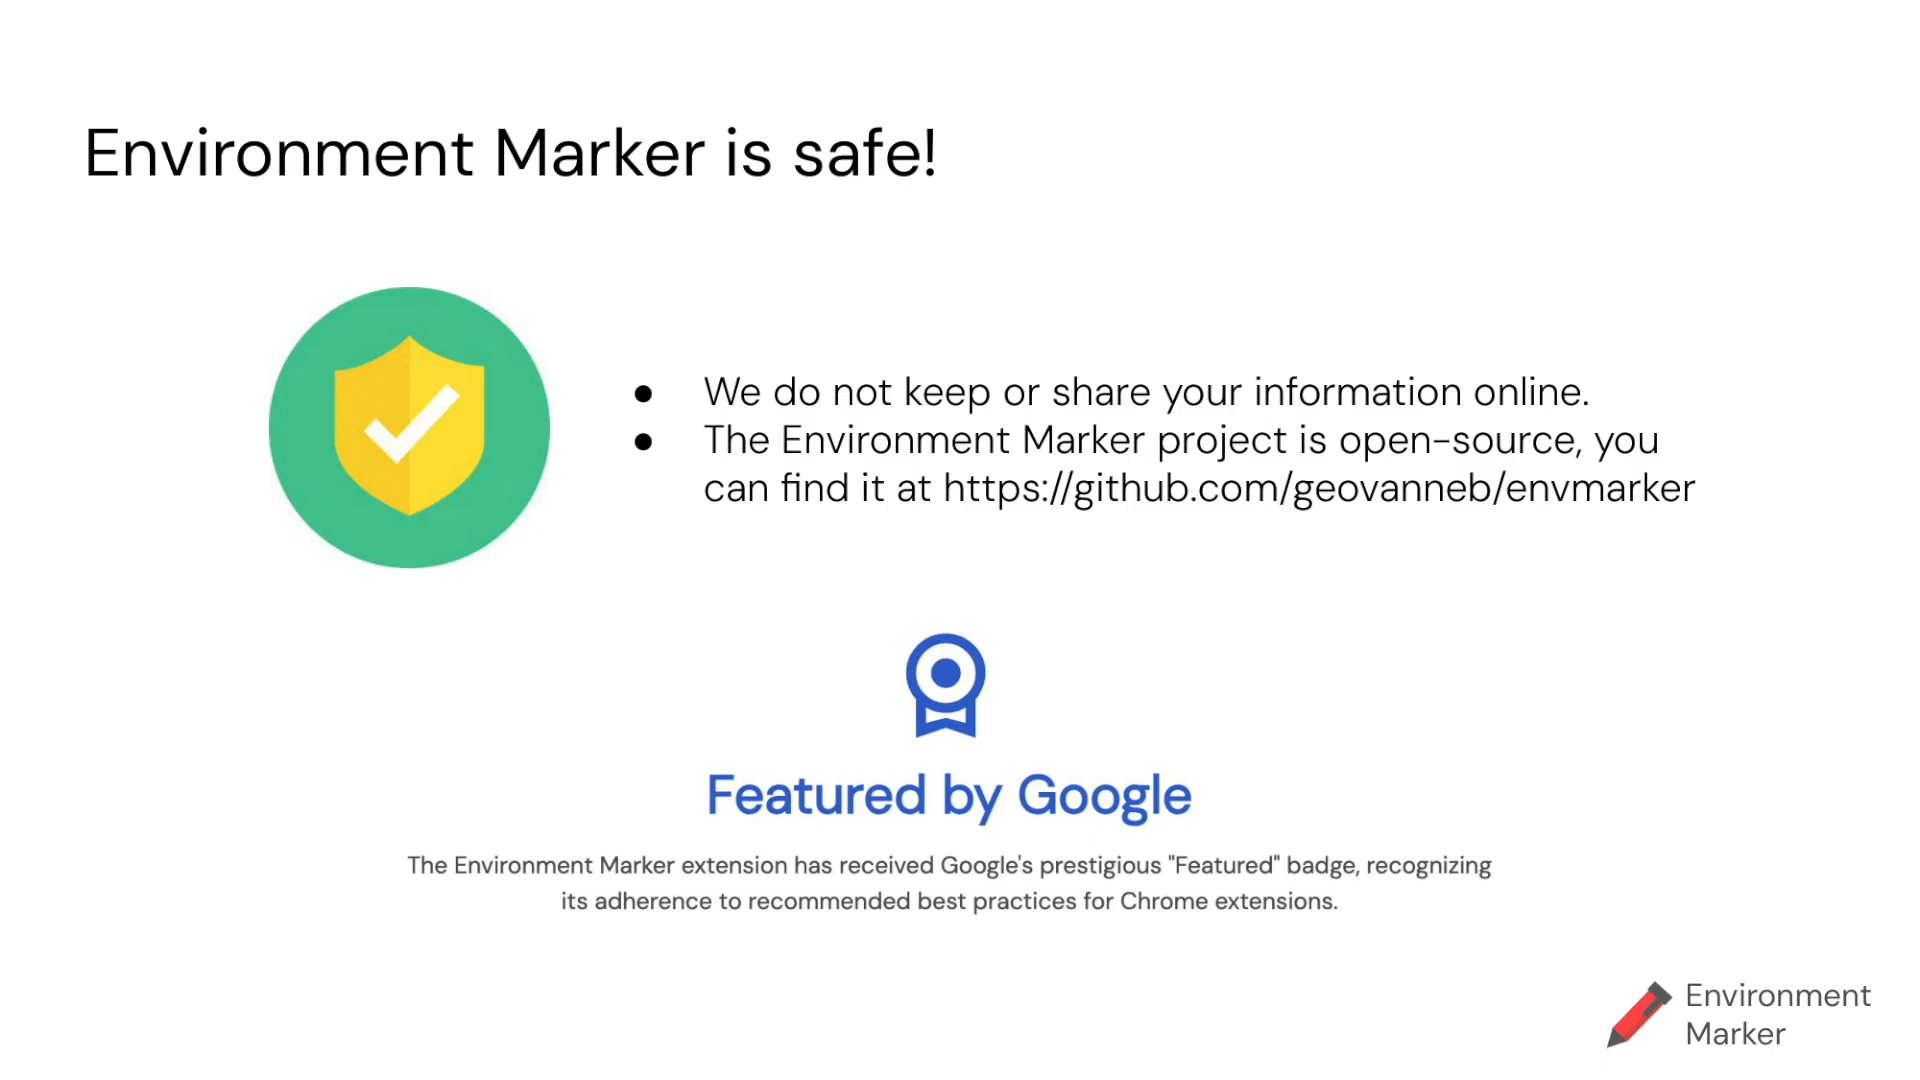 Environment Marker is safe!
● We do not keep or share your information online.
● The Environment Marker project is open-source, you
can find it at https://github.com/geovanneb/envmarker
Featured by Google
The Environment Marker extension has received Google's prestigious "Featured" badge, recognizing
its adherence to recommended best practices for Chrome extensions.
Environment
Marker